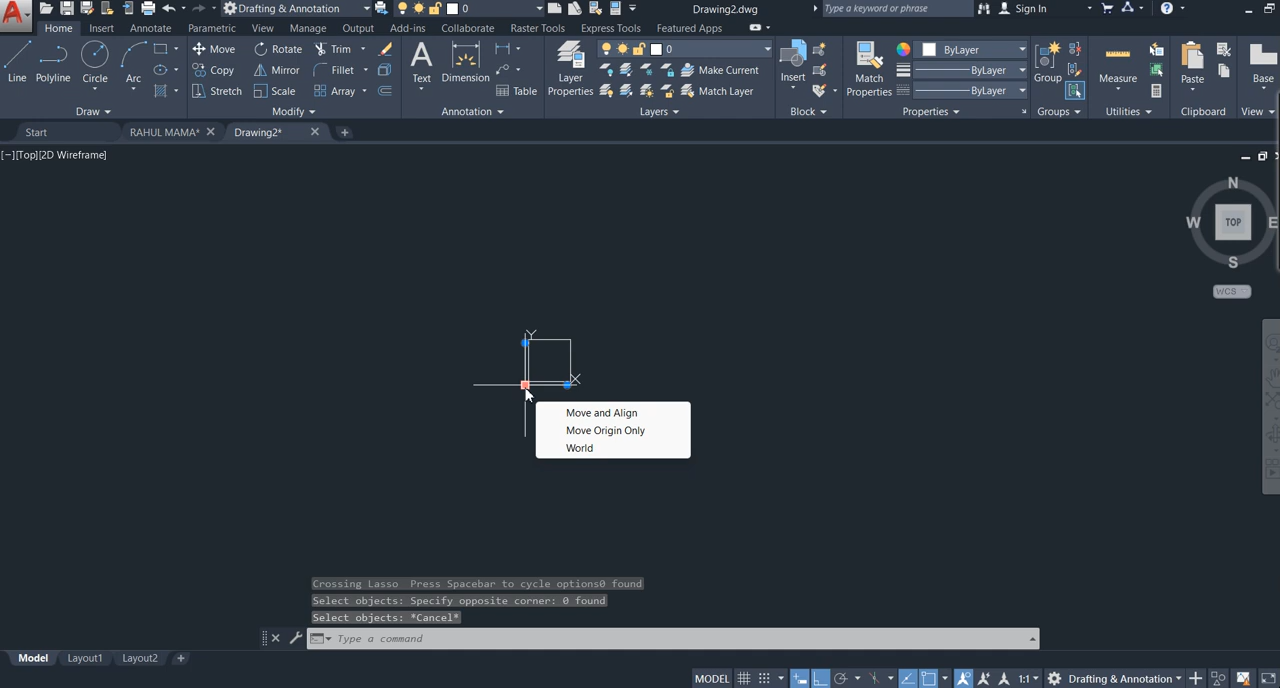 Drafting & Annotation
0
Drawing2.dwg
Type a keyword or phrase
Sign In
Home Insert Annotate Parametric View Manage Output Add-ins Collaborate Raster Tools Express Tools Featured Apps
Line
Polyline
Circle
Arc
Draw
Move Rotate Trim
Copy Mirror Fillet
Stretch Scale Array
Modify
Text
Dimension
Table
Annotation
Layer
Properties
0
Make Current
Match Layer
Layers
Insert
Block
Match
Properties
ByLayer
ByLayer
ByLayer
Properties
Group
Groups
Measure
Utilities
Paste
Clipboard
Base
View
Start RAHUL MAMA* Drawing2*
[−][Top][2D Wireframe]
N
W TOP E
S
WCS
Y
X
Move and Align
Move Origin Only
World
Crossing Lasso Press Spacebar to cycle options0 found
Select objects: Specify opposite corner: 0 found
Select objects: *Cancel*
Type a command
Model Layout1 Layout2
MODEL 1:1 Drafting & Annotation